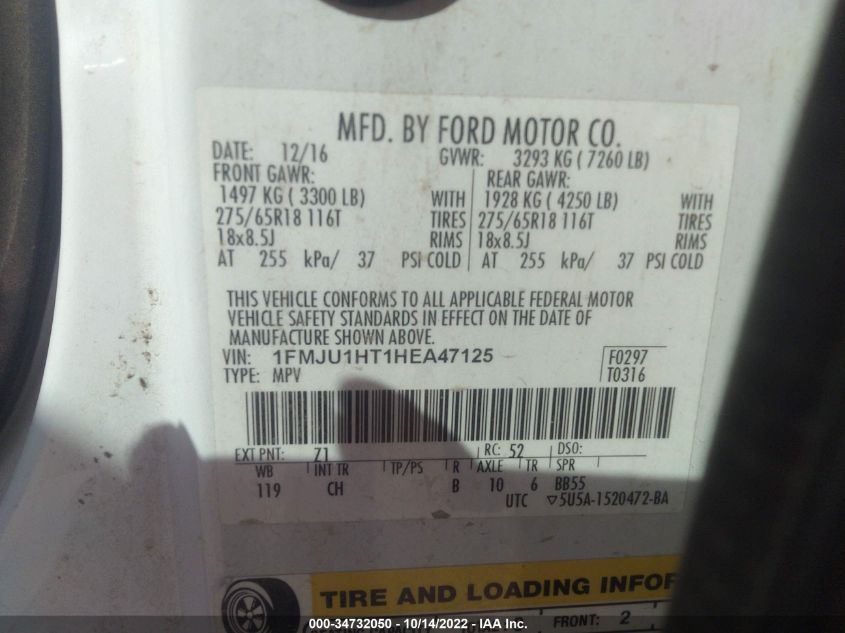 MFD. BY FORD MOTOR CO.
DATE: 12/16 GVWR: 3293 KG ( 7260 LB)
FRONT GAWR: REAR GAWR:
1497 KG ( 3300 LB) WITH 1928 KG ( 4250 LB) WITH
275/65R18 116T TIRES 275/65R18 116T TIRES
18x8.5J RIMS 18x8.5J RIMS
AT 255 kPa/ 37 PSI COLD AT 255 kPa/ 37 PSI COLD
THIS VEHICLE CONFORMS TO ALL APPLICABLE FEDERAL MOTOR
VEHICLE SAFETY STANDARDS IN EFFECT ON THE DATE OF
MANUFACTURE SHOWN ABOVE.
VIN: 1FMJU1HT1HEA47125 F0297
TYPE: MPV T0316
EXT PNT: Z1 RC: 52 DSO:
WB INT TR TP/PS R AXLE TR SPR
119 CH B 10 6 BB55
UTC ▽5U5A-1520472-BA
TIRE AND LOADING INFOR
FRONT: 2
000-34732050 - 10/14/2022 - IAA Inc.